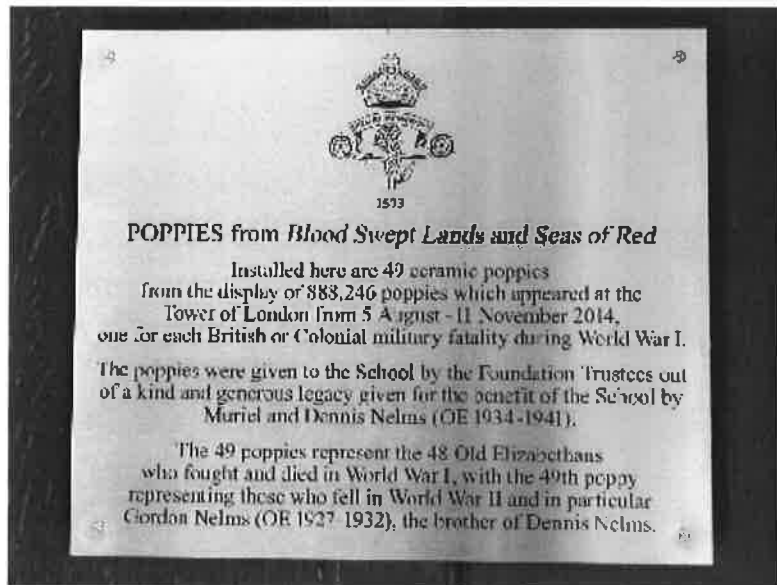 1573
POPPIES from Blood Swept Lands and Seas of Red
Installed here are 49 ceramic poppies
from the display of 888,246 poppies which appeared at the
Tower of London from 5 August - 11 November 2014,
one for each British or Colonial military fatality during World War I.
The poppies were given to the School by the Foundation Trustees out
of a kind and generous legacy given for the benefit of the School by
Muriel and Dennis Nelms (OE 1934-1941).
The 49 poppies represent the 48 Old Elizabethans
who fought and died in World War I, with the 49th poppy
representing those who fell in World War II and in particular
Gordon Nelms (OE 1927-1932), the brother of Dennis Nelms.